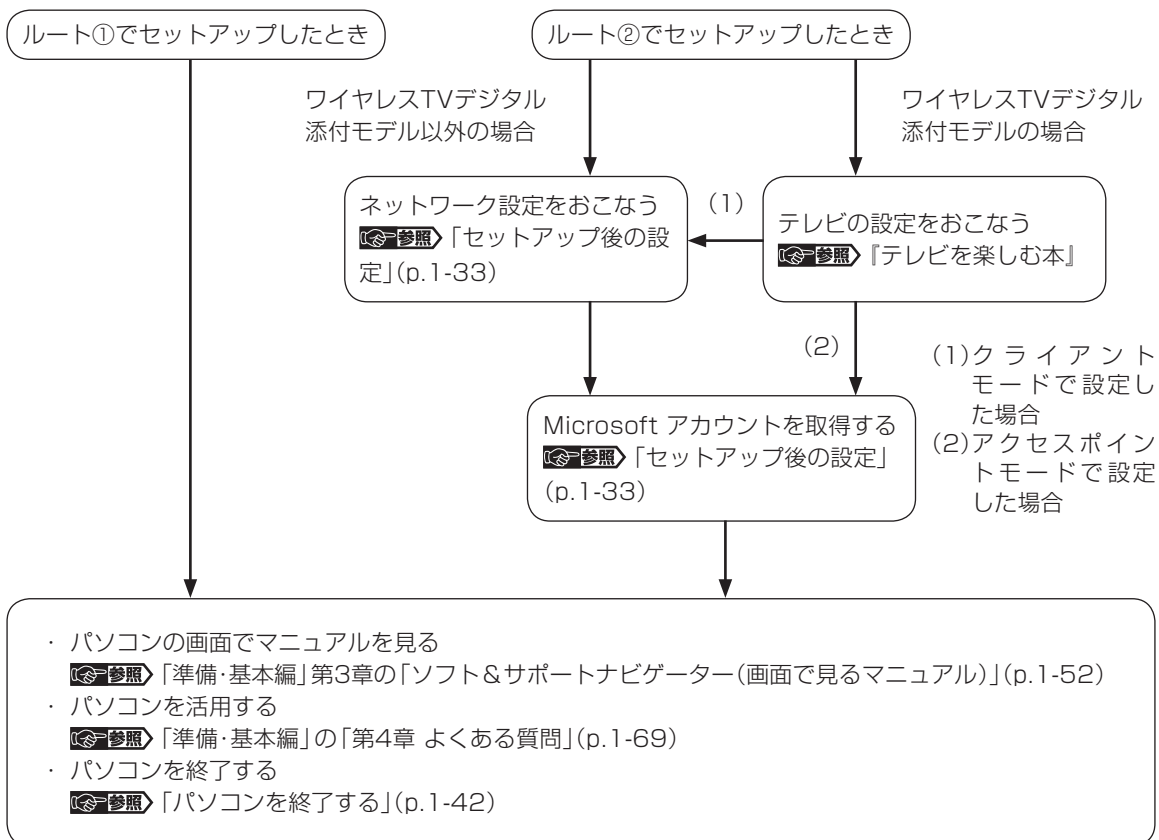 ルート①でセットアップしたとき
ルート②でセットアップしたとき
ワイヤレスTVデジタル
添付モデル以外の場合
ワイヤレスTVデジタル
添付モデルの場合
ネットワーク設定をおこなう
参照「セットアップ後の設
定」(p.1-33)
(1)
テレビの設定をおこなう
参照『テレビを楽しむ本』
(2)
(1)クライアント
モードで設定し
た場合
(2)アクセスポイン
トモードで設定
した場合
Microsoft アカウントを取得する
参照「セットアップ後の設定」
(p.1-33)
・ パソコンの画面でマニュアルを見る
参照「準備・基本編」第3章の「ソフト＆サポートナビゲーター(画面で見るマニュアル)」(p.1-52)
・ パソコンを活用する
参照「準備・基本編」の「第4章 よくある質問」(p.1-69)
・ パソコンを終了する
参照「パソコンを終了する」(p.1-42)